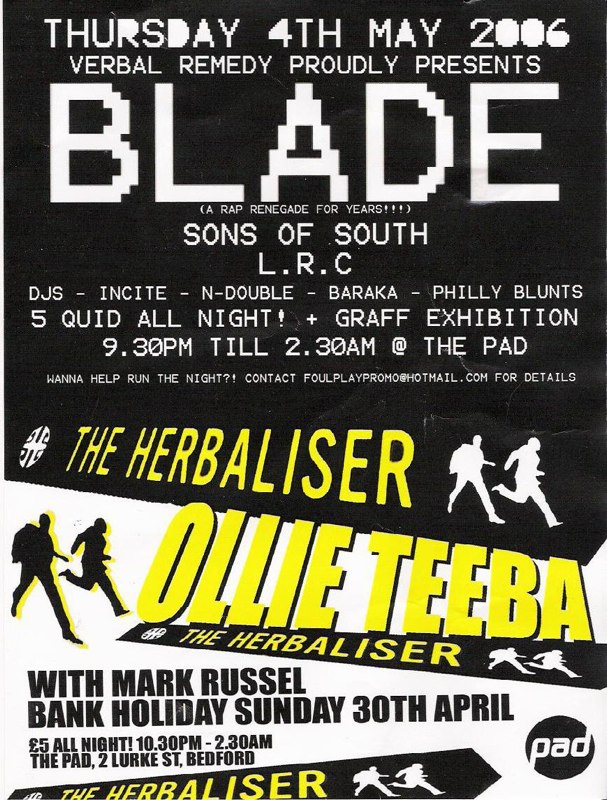 THURSDAY 4TH MAY 2006
VERBAL REMEDY PROUDLY PRESENTS
BLADE
(A RAP RENEGADE FOR YEARS!!!)
SONS OF SOUTH
L.R.C
DJS - INCITE - N-DOUBLE - BARAKA - PHILLY BLUNTS
5 QUID ALL NIGHT! + GRAFF EXHIBITION
9.30PM TILL 2.30AM @ THE PAD
WANNA HELP RUN THE NIGHT?! CONTACT FOULPLAYPROMO@HOTMAIL.COM FOR DETAILS
THE HERBALISER
OLLIE TEEBA
THE HERBALISER
WITH MARK RUSSEL
BANK HOLIDAY SUNDAY 30TH APRIL
£5 ALL NIGHT! 10.30PM - 2.30AM
THE PAD, 2 LURKE ST, BEDFORD
pad
THE HERBALISER